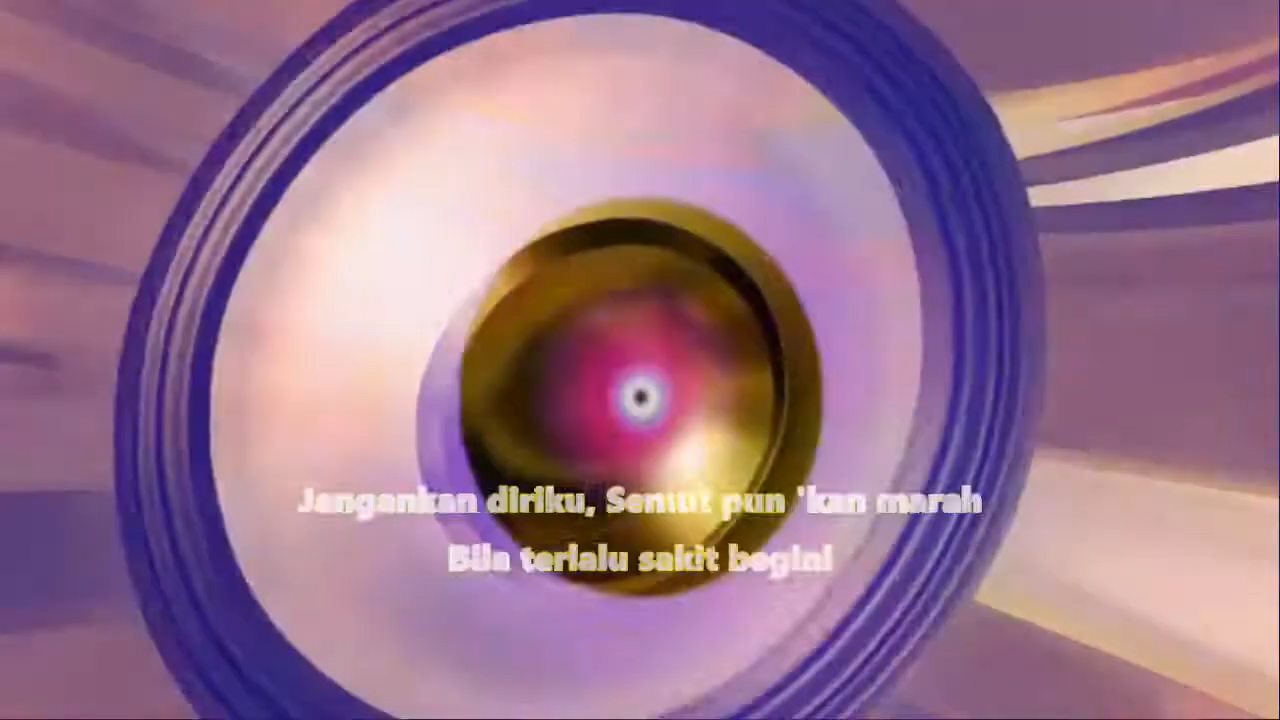 Jangankan diriku, Semut pun 'kan marah
Bila terlalu sakit begini